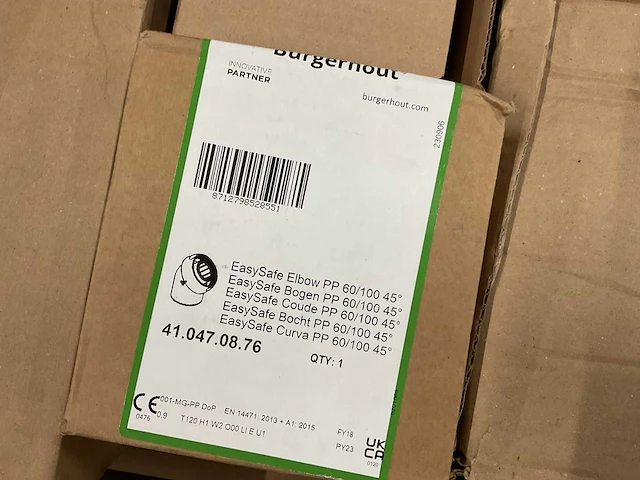 Burgerhout
INNOVATIVE
PARTNER
burgerhout.com
230906
8712798528551
EasySafe Elbow PP 60/100 45°
EasySafe Bogen PP 60/100 45°
EasySafe Coude PP 60/100 45°
EasySafe Bocht PP 60/100 45°
EasySafe Curva PP 60/100 45°
41.047.08.76
QTY: 1
CE 001-MG-PP DoP EN 14471: 2013 + A1: 2015 FY18
0476 0.9 T120 H1 W2 O00 LI E U1 PY23
UK
CA
0120